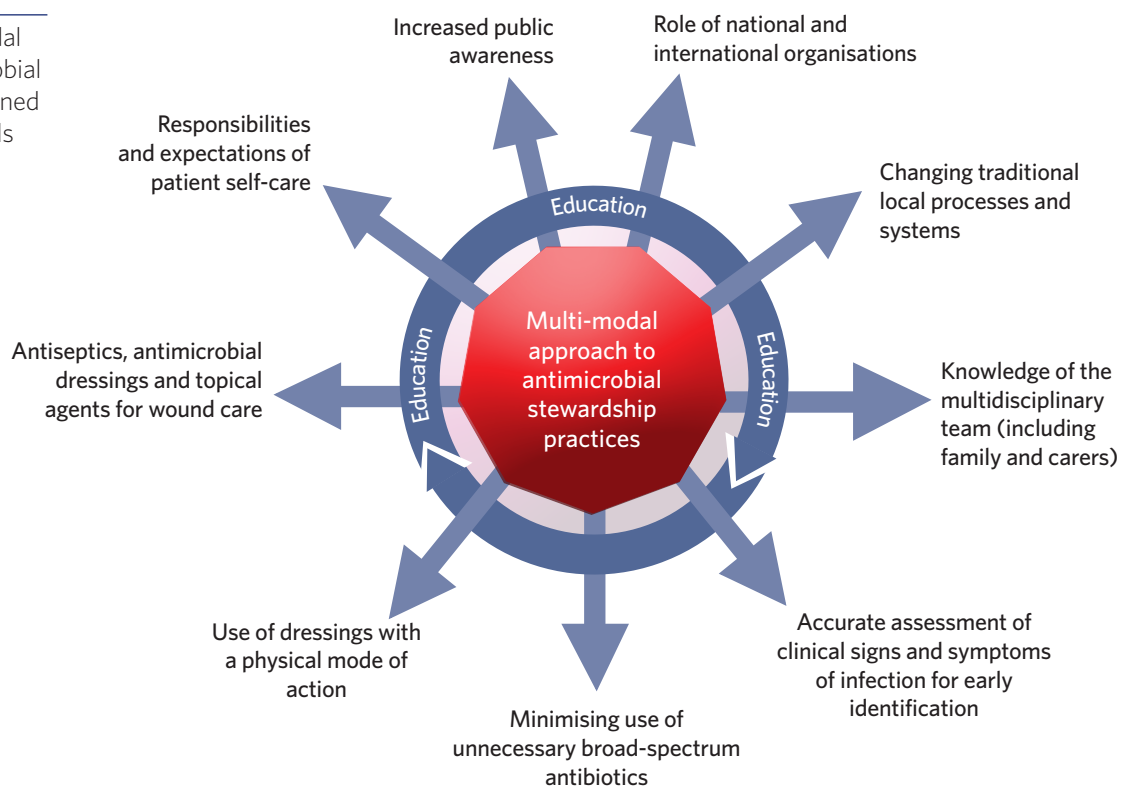 dal
obial
ned
ls
Increased public
awareness
Role of national and
international organisations
Responsibilities
and expectations of
patient self-care
Changing traditional
local processes and
systems
Education
Education
Education
Multi-modal
approach to
antimicrobial
stewardship
practices
Antiseptics, antimicrobial
dressings and topical
agents for wound care
Knowledge of the
multidisciplinary
team (including
family and carers)
Use of dressings with
a physical mode of
action
Accurate assessment of
clinical signs and symptoms
of infection for early
identification
Minimising use of
unnecessary broad-spectrum
antibiotics